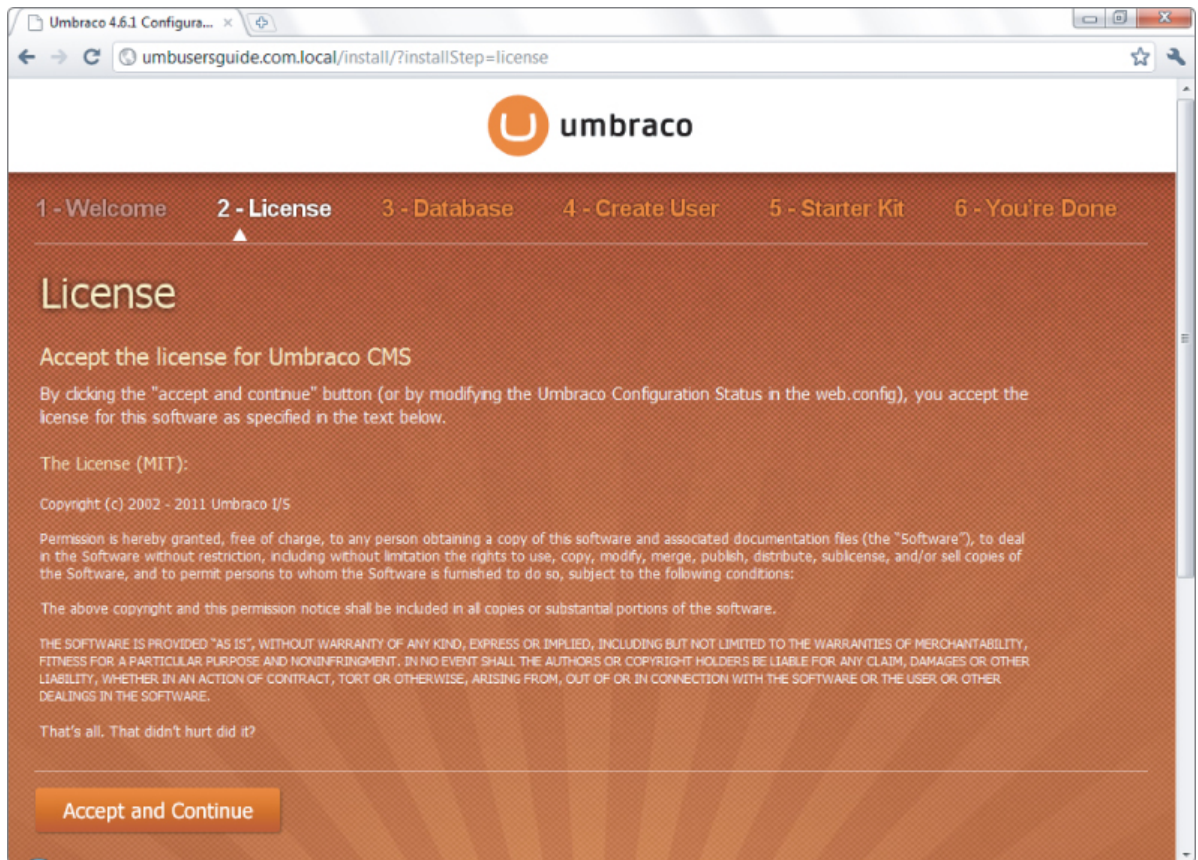 Umbraco 4.6.1 Configura...
umbusersguide.com.local/install/?installStep=license
umbraco
1 - Welcome 2 - License 3 - Database 4 - Create User 5 - Starter Kit 6 - You're Done
License
Accept the license for Umbraco CMS
By clicking the "accept and continue" button (or by modifying the Umbraco Configuration Status in the web.config), you accept the
license for this software as specified in the text below.
The License (MIT):
Copyright (c) 2002 - 2011 Umbraco I/S
Permission is hereby granted, free of charge, to any person obtaining a copy of this software and associated documentation files (the "Software"), to deal
in the Software without restriction, including without limitation the rights to use, copy, modify, merge, publish, distribute, sublicense, and/or sell copies of
the Software, and to permit persons to whom the Software is furnished to do so, subject to the following conditions:
The above copyright and this permission notice shall be included in all copies or substantial portions of the software.
THE SOFTWARE IS PROVIDED "AS IS", WITHOUT WARRANTY OF ANY KIND, EXPRESS OR IMPLIED, INCLUDING BUT NOT LIMITED TO THE WARRANTIES OF MERCHANTABILITY,
FITNESS FOR A PARTICULAR PURPOSE AND NONINFRINGMENT. IN NO EVENT SHALL THE AUTHORS OR COPYRIGHT HOLDERS BE LIABLE FOR ANY CLAIM, DAMAGES OR OTHER
LIABILITY, WHETHER IN AN ACTION OF CONTRACT, TORT OR OTHERWISE, ARISING FROM, OUT OF OR IN CONNECTION WITH THE SOFTWARE OR THE USER OR OTHER
DEALINGS IN THE SOFTWARE.
That's all. That didn't hurt did it?
Accept and Continue